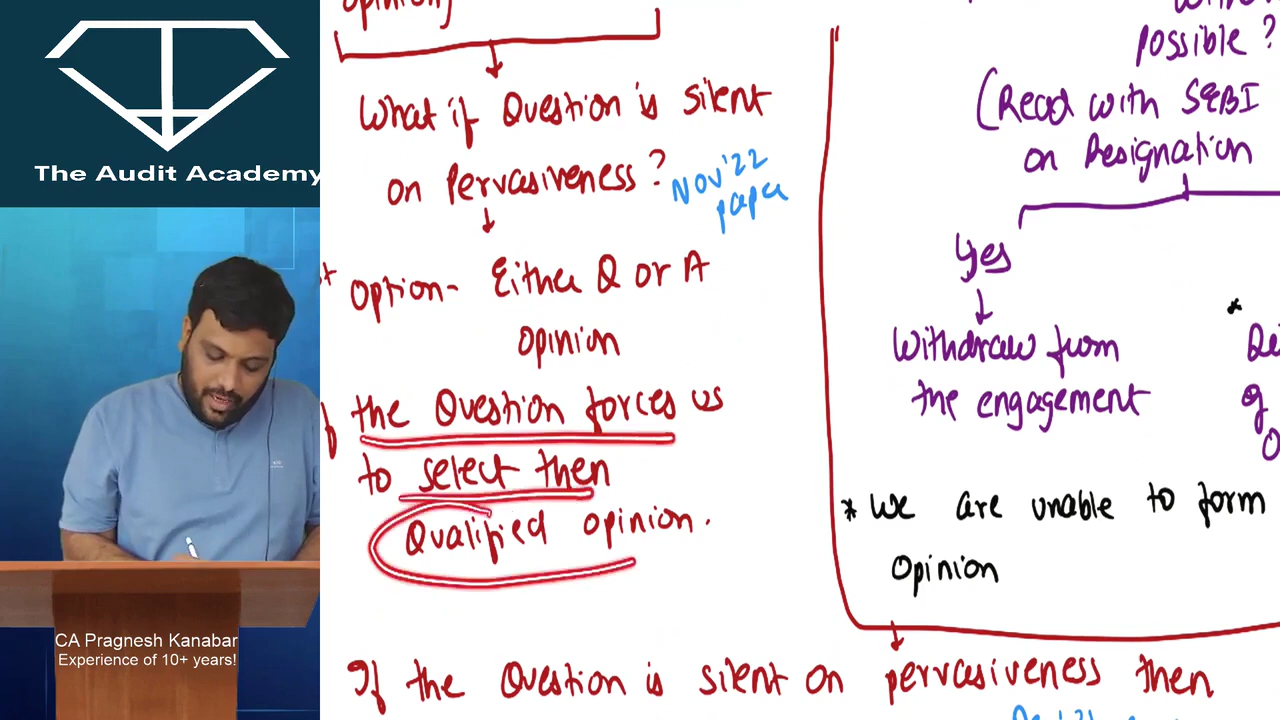 The Audit Academy
CA Pragnesh Kanabar
Experience of 10+ years!
opinion)
What if Question is silent
on Pervasiveness?
Nov'22
paper
option- Either Q or A
opinion
the Question forces us
to select then
Qualified opinion.
possible?
(Read with SEBI
on Resignation
Yes
Withdraw from
the engagement
*
* We are unable to form
Opinion
If the Question is silent on pervasiveness then